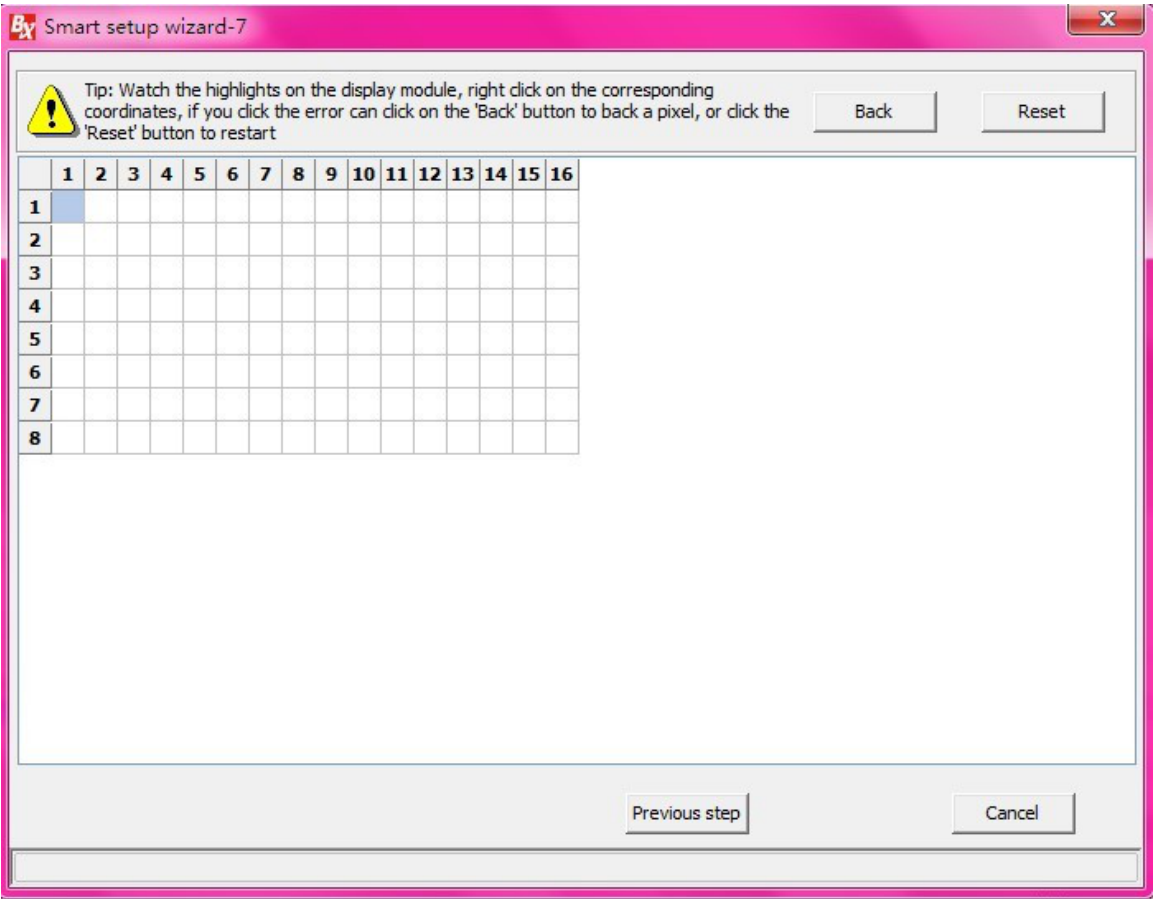 BX Smart setup wizard-7
X
Tip: Watch the highlights on the display module, right click on the corresponding
coordinates, if you click the error can click on the 'Back' button to back a pixel, or click the
'Reset' button to restart
Back
Reset
1 2 3 4 5 6 7 8 9 10 11 12 13 14 15 16
1
2
3
4
5
6
7
8
Previous step
Cancel